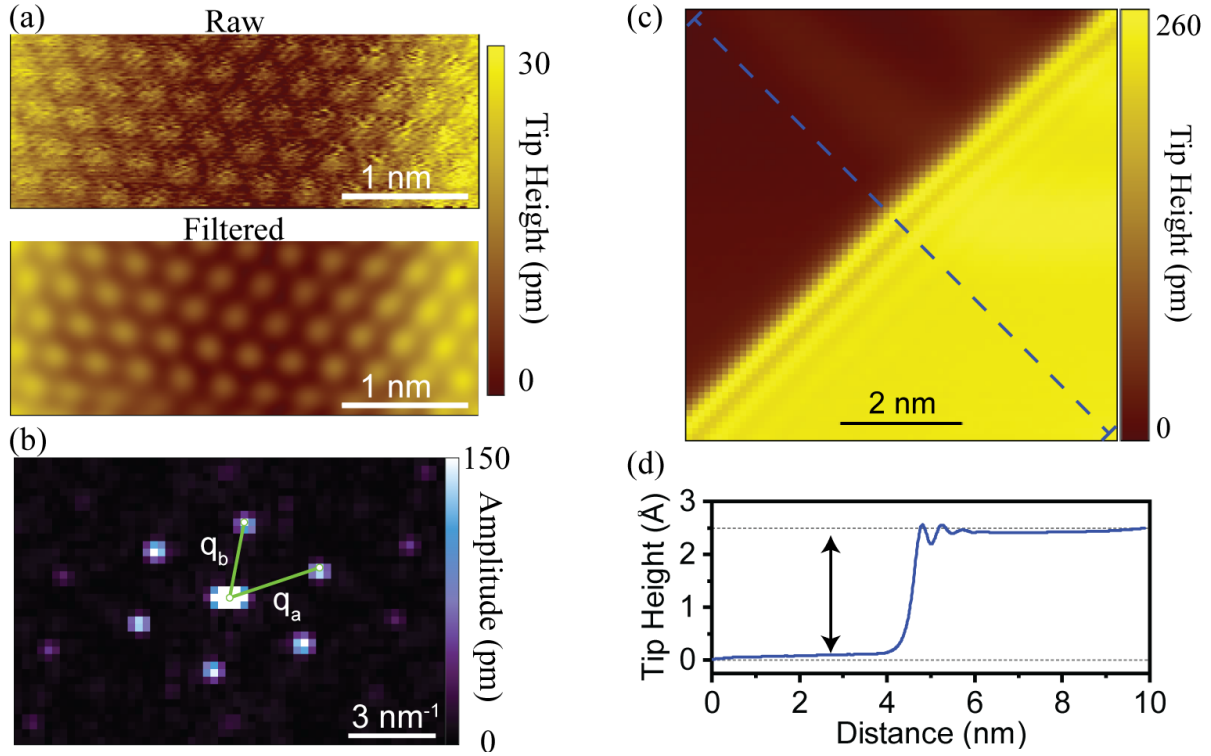 (a)
Raw
1 nm
Filtered
1 nm
30
Tip Height (pm)
0
(b)
q_b
q_a
3 nm⁻¹
150
Amplitude (pm)
0
(c)
2 nm
260
Tip Height (pm)
0
(d)
Tip Height (Å)
3
2
1
0
0 2 4 6 8 10
Distance (nm)